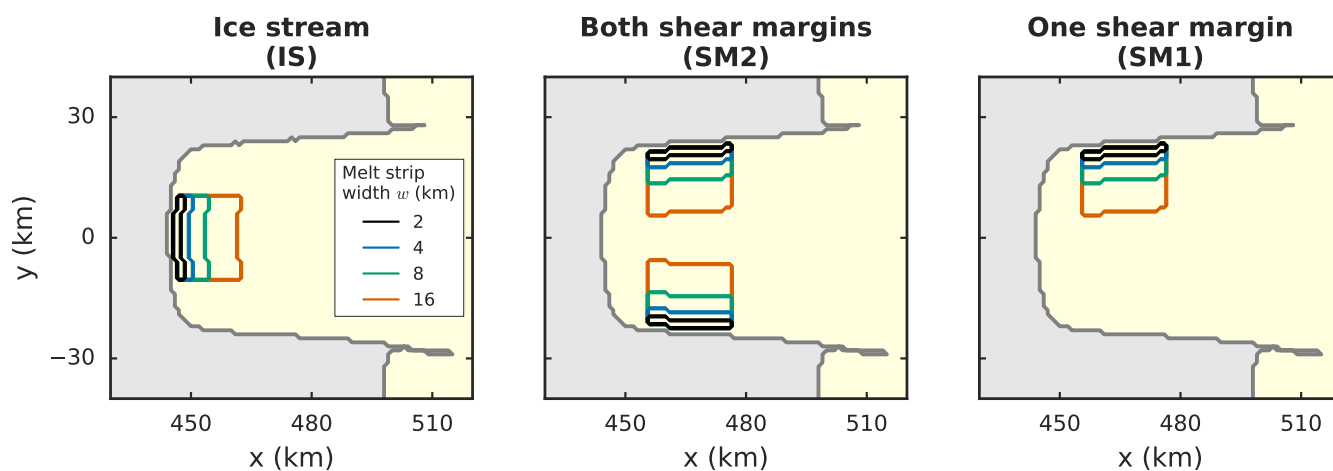 Ice stream
(IS)
Both shear margins
(SM2)
One shear margin
(SM1)
30
0
−30
y (km)
Melt strip
width w (km)
2
4
8
16
450
480
510
x (km)
450
480
510
x (km)
450
480
510
x (km)